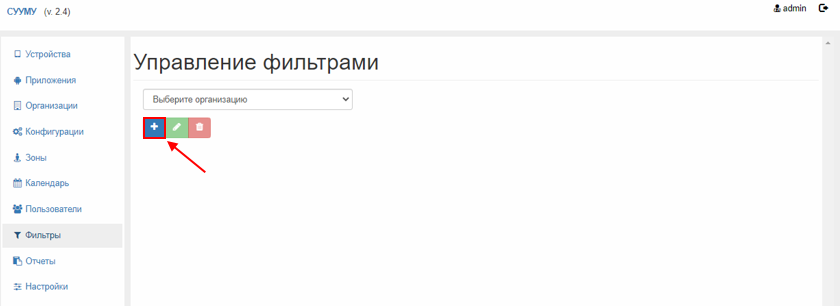 СУУМУ (v. 2.4)
admin
Устройства
Приложения
Организации
Конфигурации
Зоны
Календарь
Пользователи
Фильтры
Отчеты
Настройки
Управление фильтрами
Выберите организацию